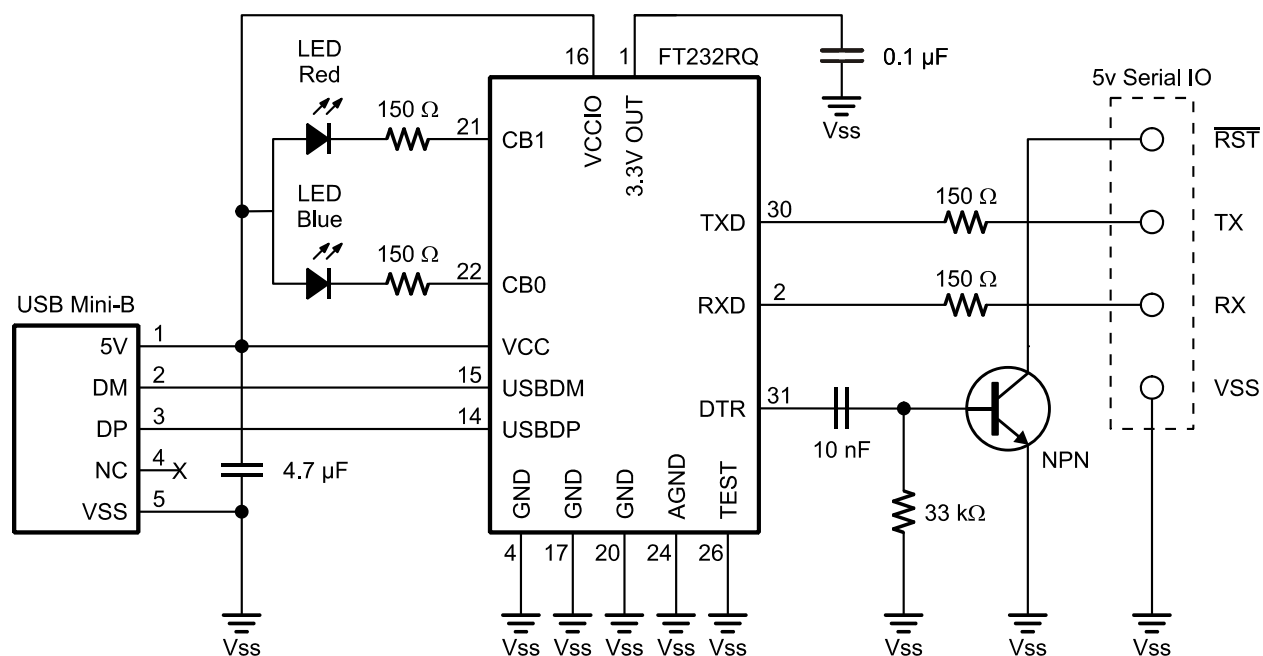 LED
Red
150 Ω
21
CB1
LED
Blue
150 Ω
22
CB0
16
1
FT232RQ
VCCIO
3.3V OUT
0.1 µF
Vss
5v Serial IO
RST
TXD
30
150 Ω
TX
RXD
2
150 Ω
RX
USB Mini-B
5V
1
VCC
DM
2
15
USBDM
DP
3
14
USBDP
NC
4
X
VSS
5
4.7 µF
DTR
31
10 nF
NPN
VSS
33 kΩ
GND
GND
GND
AGND
TEST
4
17
20
24
26
Vss
Vss
Vss
Vss
Vss
Vss
Vss
Vss
Vss